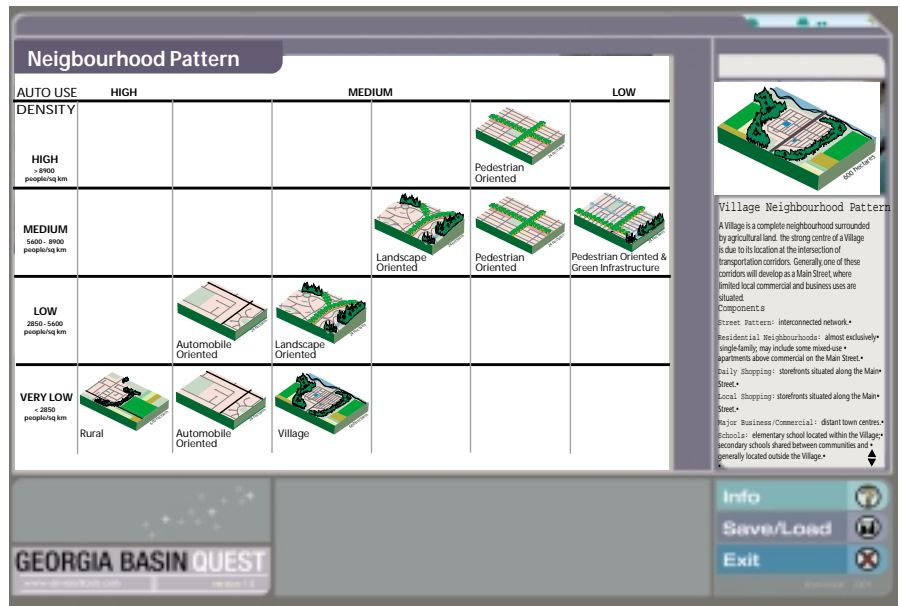 Neigbourhood Pattern
AUTO USE HIGH MEDIUM LOW
DENSITY
HIGH
> 8900
people/sq km
Pedestrian
Oriented
MEDIUM
5600 - 8900
people/sq km
Landscape
Oriented
Pedestrian
Oriented
Pedestrian Oriented &
Green Infrastructure
LOW
2850 - 5600
people/sq km
Automobile
Oriented
Landscape
Oriented
VERY LOW
< 2850
people/sq km
Rural
Automobile
Oriented
Village
600 hectares
Village Neighbourhood Pattern
A Village is a complete neighbourhood surrounded
by agricultural land. the strong centre of a Village
is due to its location at the intersection of
transportation corridors. Generally, one of these
corridors will develop as a Main Street, where
limited local commercial and business uses are
situated.
Components
Street Pattern: interconnected network.•
Residential Neighbourhoods: almost exclusively•
single-family; may include some mixed-use •
apartments above commercial on the Main Street.•
Daily Shopping: storefronts situated along the Main•
Street.•
Local Shopping: storefronts situated along the Main•
Street.•
Major Business/Commercial: distant town centres.•
Schools: elementary school located within the Village;•
secondary schools shared between communities and •
generally located outside the Village.•
•
GEORGIA BASIN QUEST
Info
Save/Load
Exit